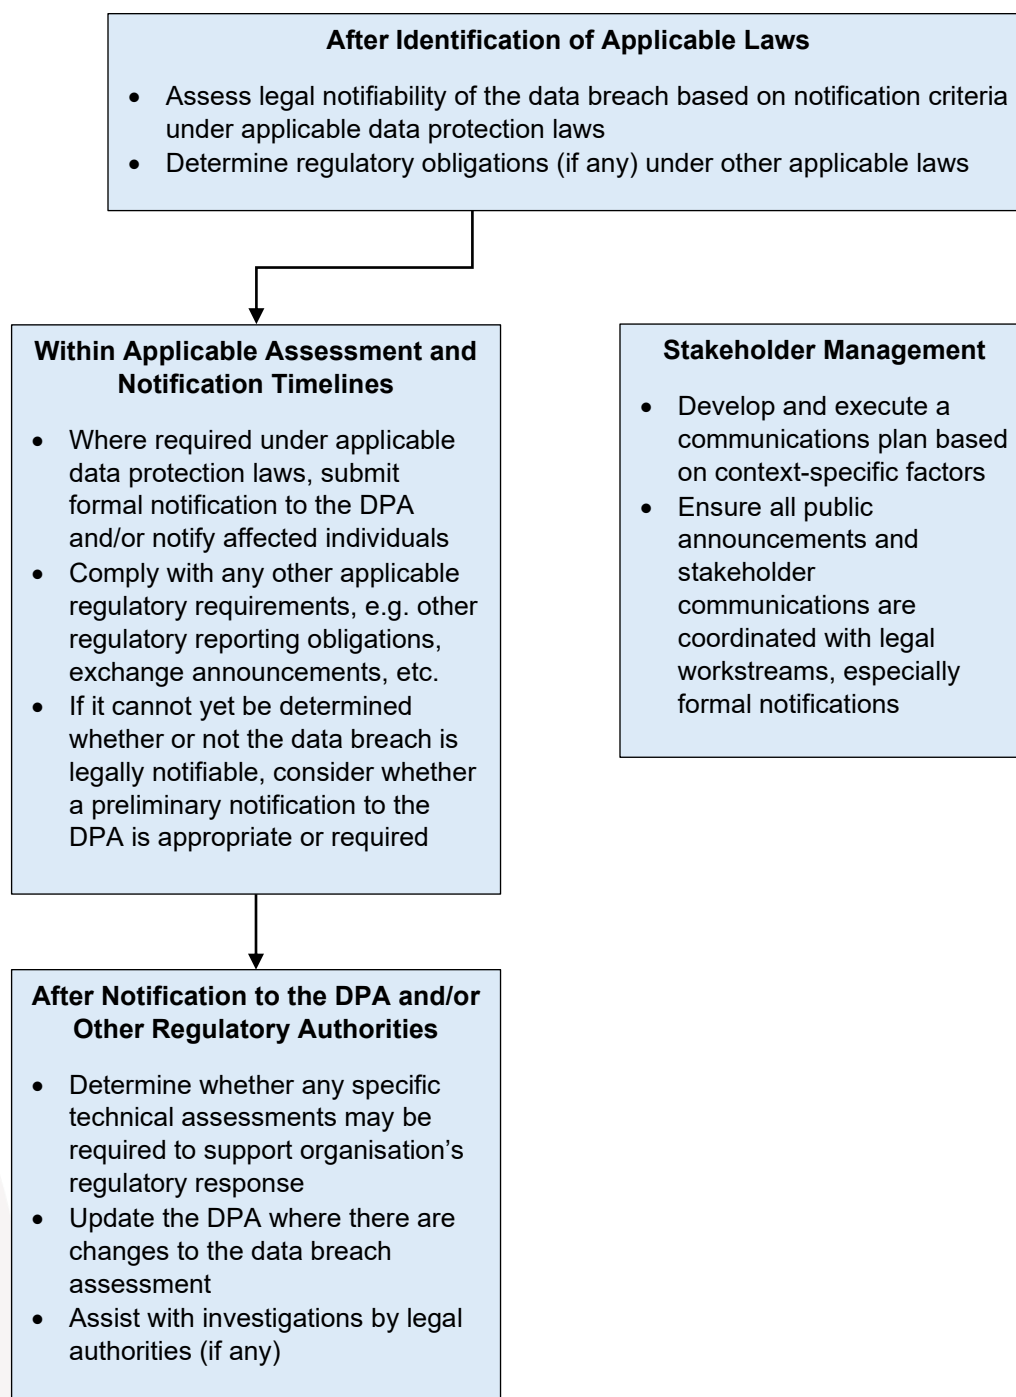 After Identification of Applicable Laws
• Assess legal notifiability of the data breach based on notification criteria
under applicable data protection laws
• Determine regulatory obligations (if any) under other applicable laws
Within Applicable Assessment and
Notification Timelines
• Where required under applicable
data protection laws, submit
formal notification to the DPA
and/or notify affected individuals
• Comply with any other applicable
regulatory requirements, e.g. other
regulatory reporting obligations,
exchange announcements, etc.
• If it cannot yet be determined
whether or not the data breach is
legally notifiable, consider whether
a preliminary notification to the
DPA is appropriate or required
Stakeholder Management
• Develop and execute a
communications plan based
on context-specific factors
• Ensure all public
announcements and
stakeholder
communications are
coordinated with legal
workstreams, especially
formal notifications
After Notification to the DPA and/or
Other Regulatory Authorities
• Determine whether any specific
technical assessments may be
required to support organisation’s
regulatory response
• Update the DPA where there are
changes to the data breach
assessment
• Assist with investigations by legal
authorities (if any)